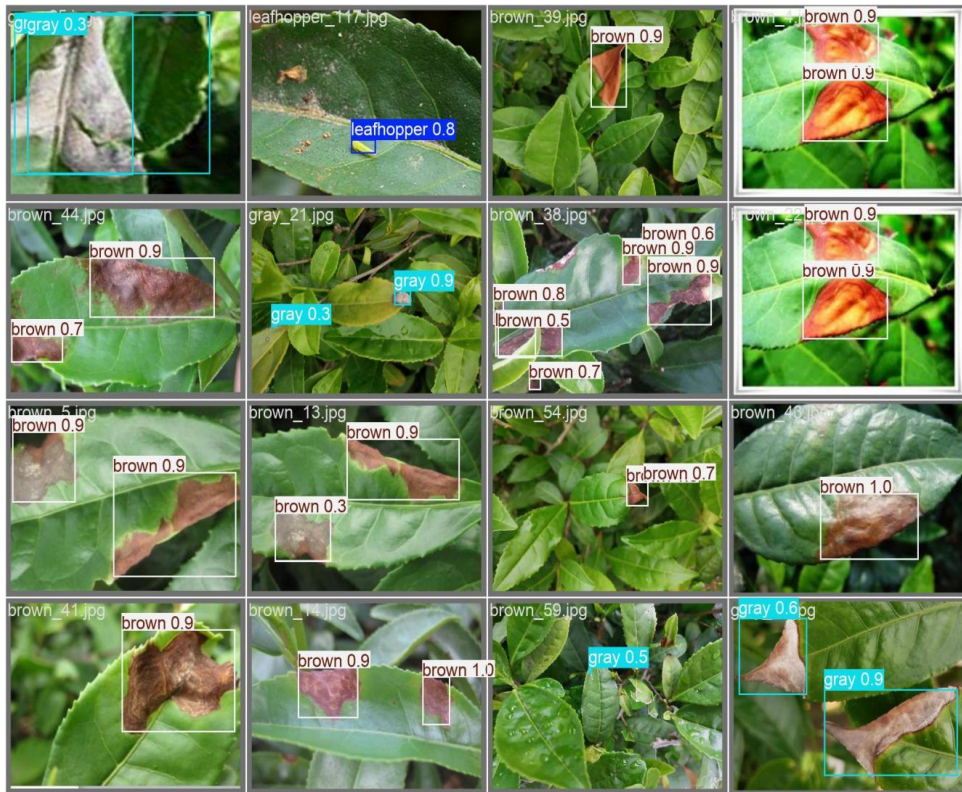 gray 0.3
leafhopper_117.jpg
leafhopper 0.8
brown_39.jpg
brown 0.9
brown 0.9
brown 0.9
brown_44.jpg
brown 0.9
brown 0.7
gray_21.jpg
gray 0.9
gray 0.3
brown_38.jpg
brown 0.6
brown 0.9
brown 0.9
brown 0.8
brown 0.5
brown 0.7
brown_22.jpg
brown 0.9
brown 0.9
brown_5.jpg
brown 0.9
brown 0.9
brown_13.jpg
brown 0.9
brown 0.3
brown_54.jpg
brown 0.7
brown 1.0
brown_41.jpg
brown 0.9
brown_14.jpg
brown 0.9
brown 1.0
brown_59.jpg
gray 0.5
gray 0.6
gray 0.9